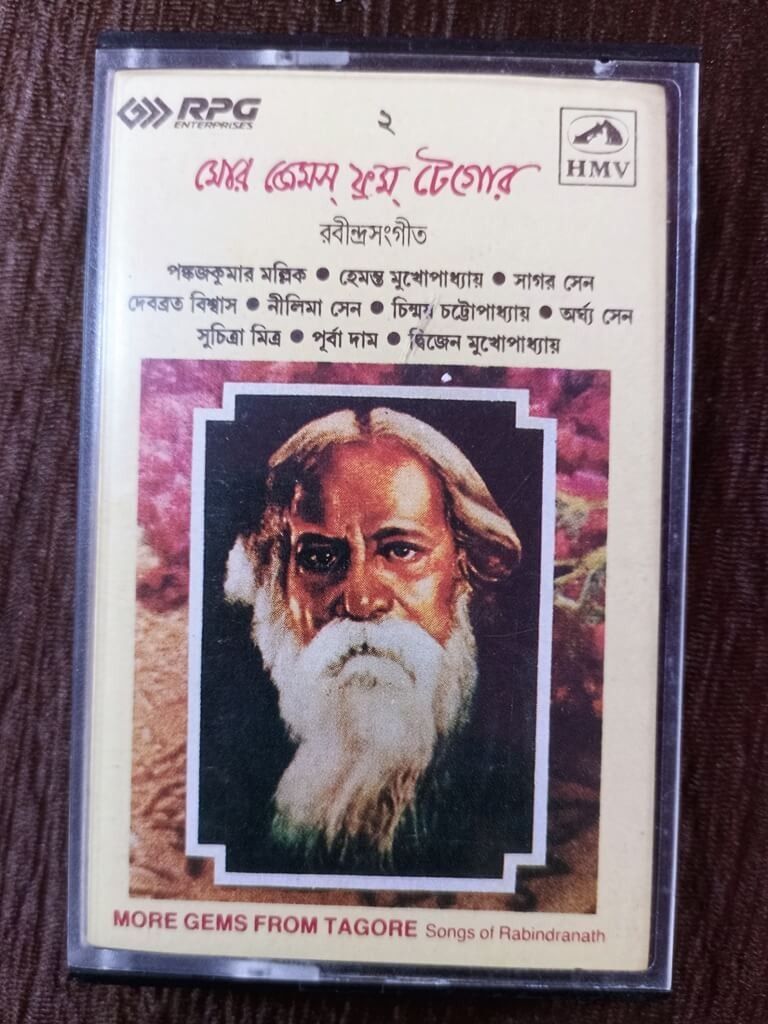 RPG
ENTERPRISES
২
HMV
মোর জেমস্ ফ্রম্ টেগোর
রবীন্দ্রসংগীত
পঙ্কজকুমার মল্লিক ● হেমন্ত মুখোপাধ্যায় ● সাগর সেন
দেবব্রত বিশ্বাস ● নীলিমা সেন ● চিন্ময় চট্টোপাধ্যায় ● অর্ঘ্য সেন
সুচিত্রা মিত্র ● পূর্বা দাম ● দ্বিজেন মুখোপাধ্যায়
MORE GEMS FROM TAGORE Songs of Rabindranath